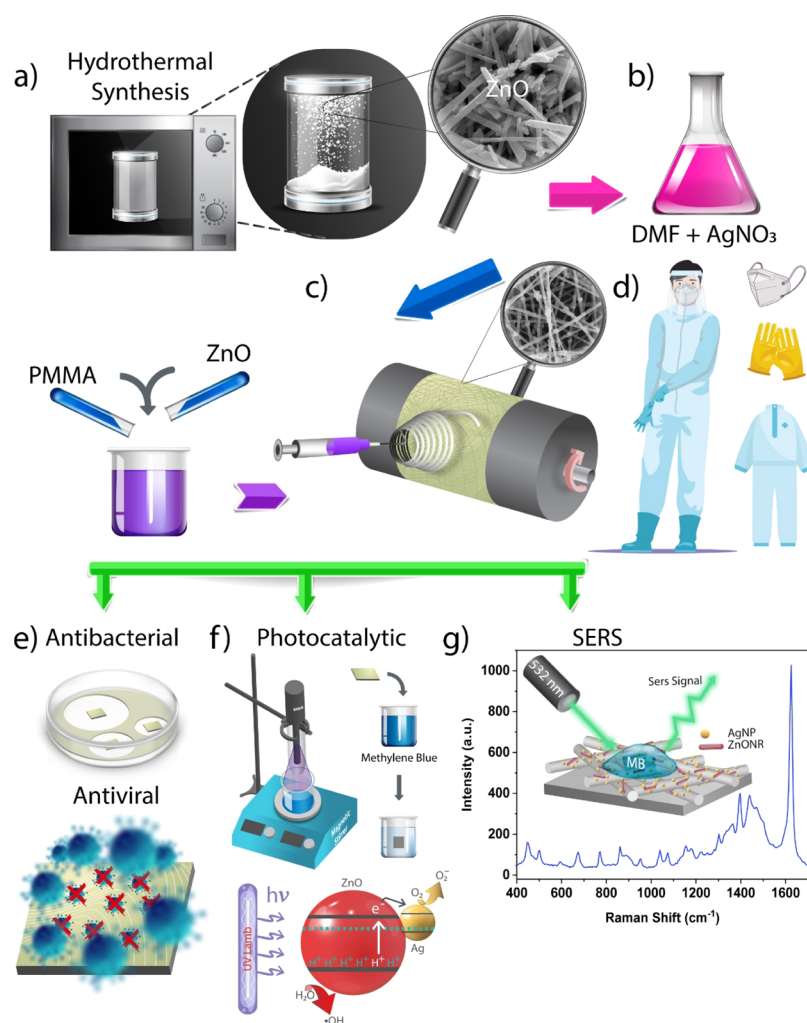 a)
Hydrothermal
Synthesis
ZnO
b)
DMF + AgNO₃
c)
d)
PMMA
ZnO
e) Antibacterial
Antiviral
f) Photocatalytic
Methylene Blue
Magnetic
Stirrer
hν
UV Lamb
ZnO
e⁻
O₂
O₂⁻
Ag
H⁺ H⁺ H⁺ H⁺ H⁺ H⁺
H₂O
•OH
g) SERS
532 nm
Sers Signal
AgNP
ZnONR
MB
Intensity (a.u.)
1000
800
600
400
200
0
400 600 800 1000 1200 1400 1600
Raman Shift (cm⁻¹)